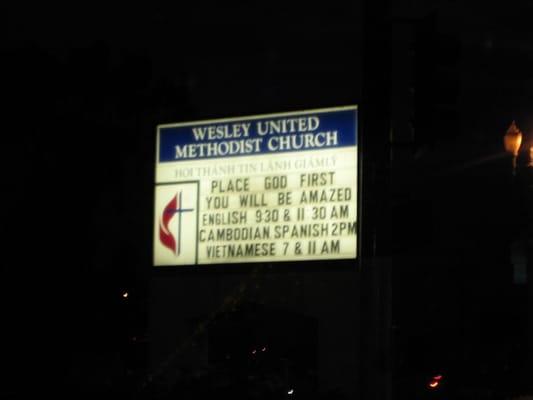 WESLEY UNITED
METHODIST CHURCH
HỘI THÁNH TIN LÀNH GIÁM LÝ
PLACE GOD FIRST
YOU WILL BE AMAZED
ENGLISH 9:30 & 11:30 AM
CAMBODIAN, SPANISH 2PM
VIETNAMESE 7 & 11 AM